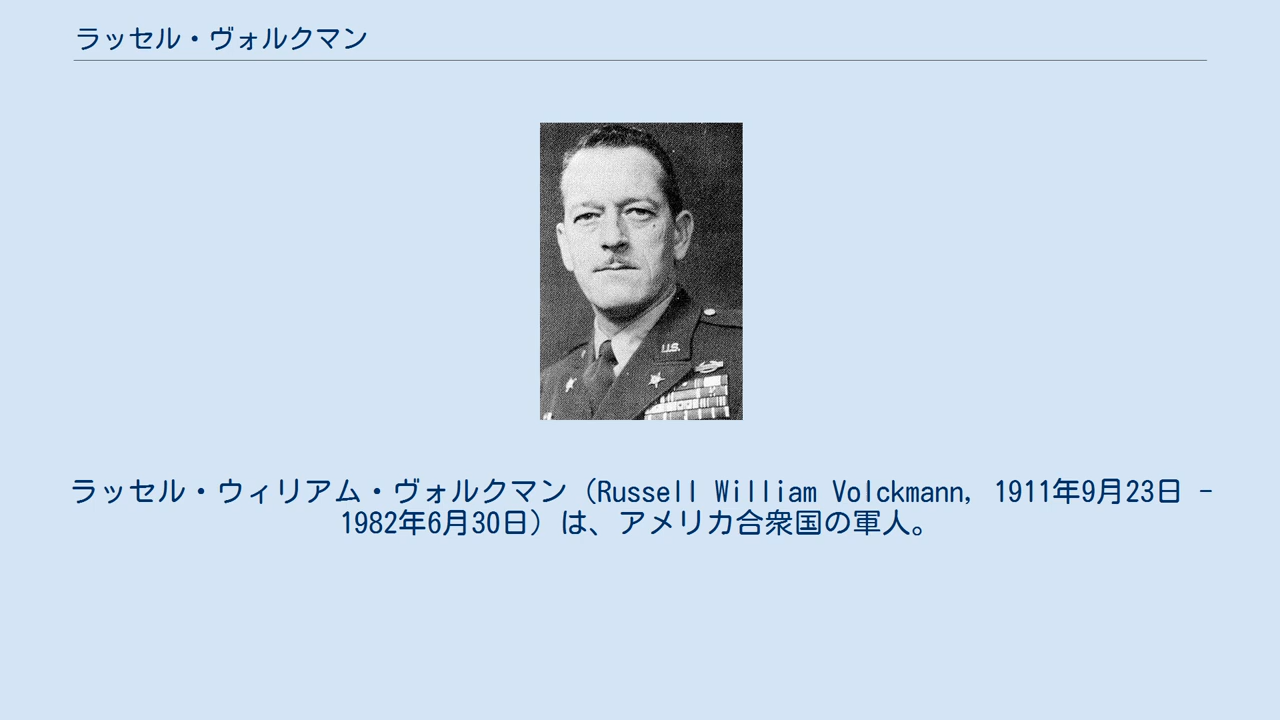 ラッセル・ヴォルクマン
U.S.
ラッセル・ウィリアム・ヴォルクマン（Russell William Volckmann, 1911年9月23日 -
1982年6月30日）は、アメリカ合衆国の軍人。